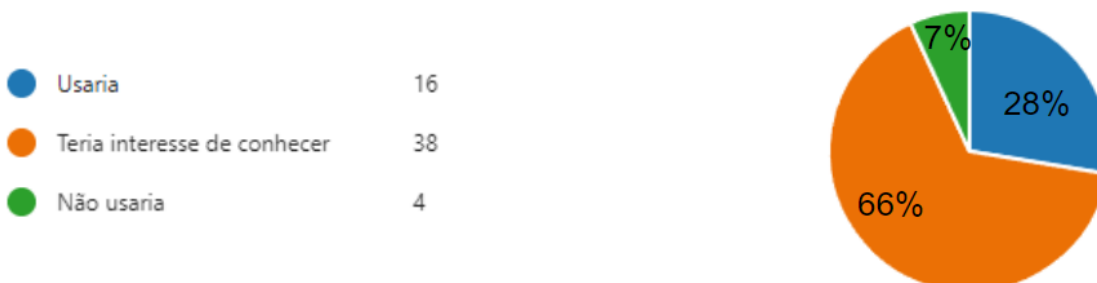 7%
Usaria 16
28%
Teria interesse de conhecer 38
Não usaria 4
66%